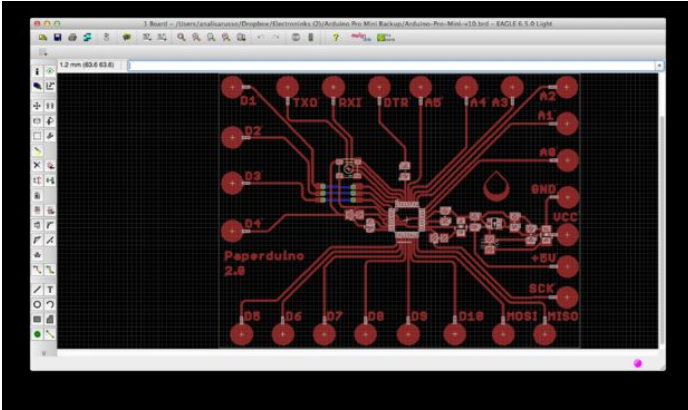 1 Board - /Users/analisarusso/Dropbox/Electroninks (2)/Arduino Pro Mini Backup/Arduino-Pro-Mini-v10.brd - EAGLE 6.5.0 Light
1.2 mm (63.6 63.6)
D1 TXO RXI DTR A5 A4 A3 A2
D2 A1
D3 A0
GND
D4 VCC
Paperduino
2.0
+5V
SCK
D5 D6 D7 D8 D9 D10 MOSI MISO